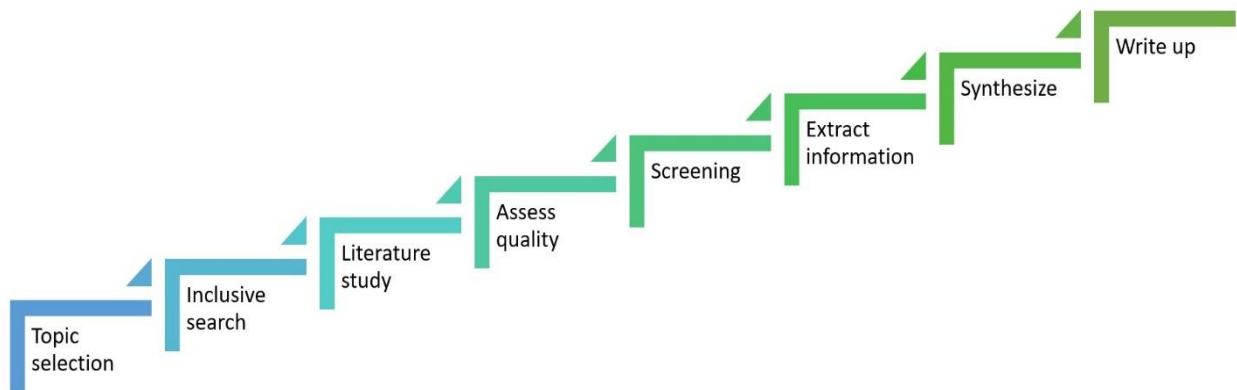 Topic
selection
Inclusive
search
Literature
study
Assess
quality
Screening
Extract
information
Synthesize
Write up